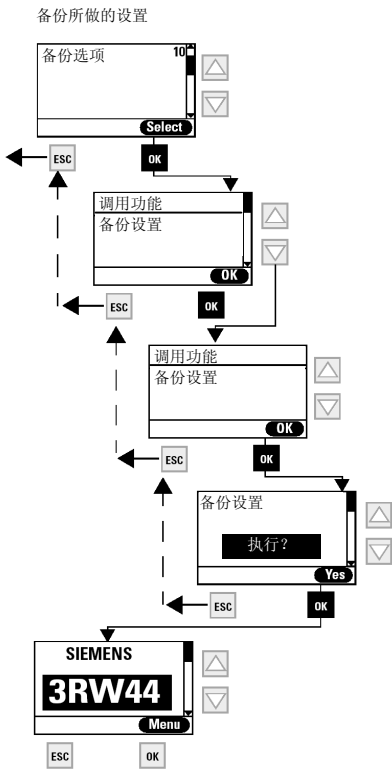 备份所做的设置
备份选项 10
Select
ESC OK
调用功能
备份设置
OK
ESC OK
调用功能
备份设置
OK
ESC OK
备份设置
执行?
Yes
ESC OK
SIEMENS
3RW44
Menu
ESC OK